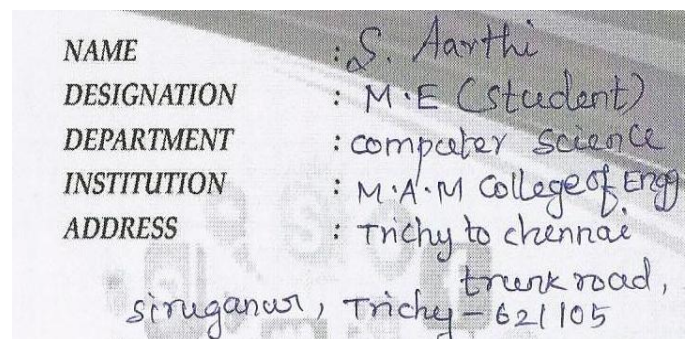 NAME : S. Aarthi
DESIGNATION : M.E (student)
DEPARTMENT : computer science
INSTITUTION : M.A.M College of Engg
ADDRESS : Trichy to chennai
trunk road,
siruganur, Trichy - 621105